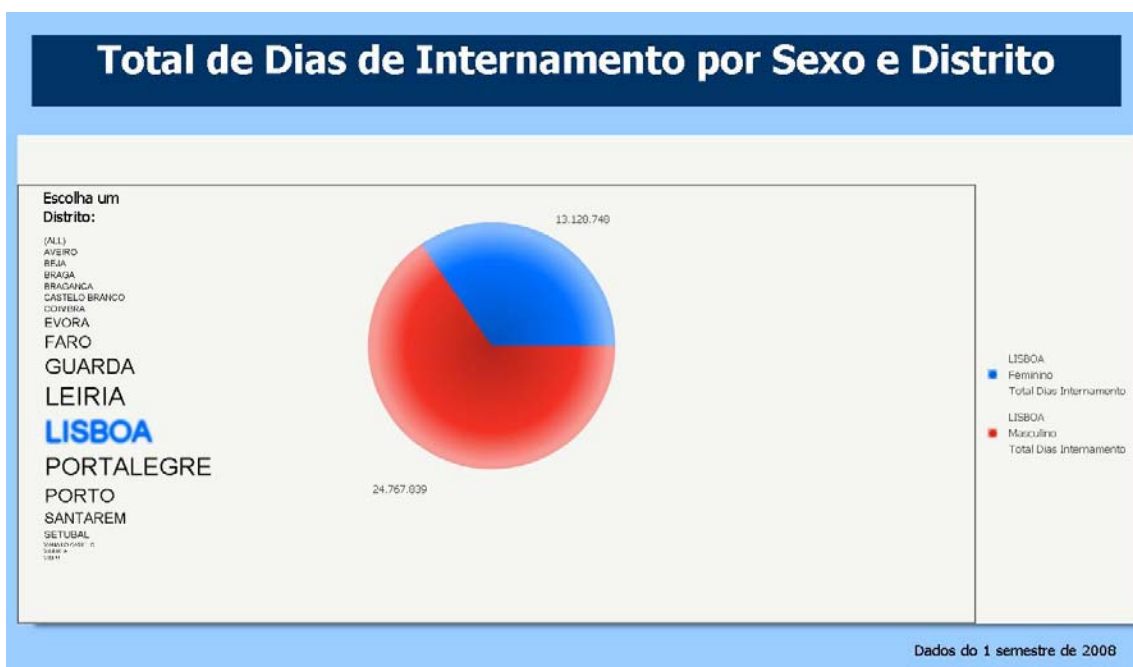 Total de Dias de Internamento por Sexo e Distrito
Escolha um
Distrito:
(ALL)
AVEIRO
BEJA
BRAGA
BRAGANCA
CASTELO BRANCO
COIMBRA
EVORA
FARO
GUARDA
LEIRIA
LISBOA
PORTALEGRE
PORTO
SANTAREM
SETUBAL
13.128.748
24.767.839
LISBOA
Feminino
Total Dias Internamento
LISBOA
Masculino
Total Dias Internamento
Dados do 1 semestre de 2008